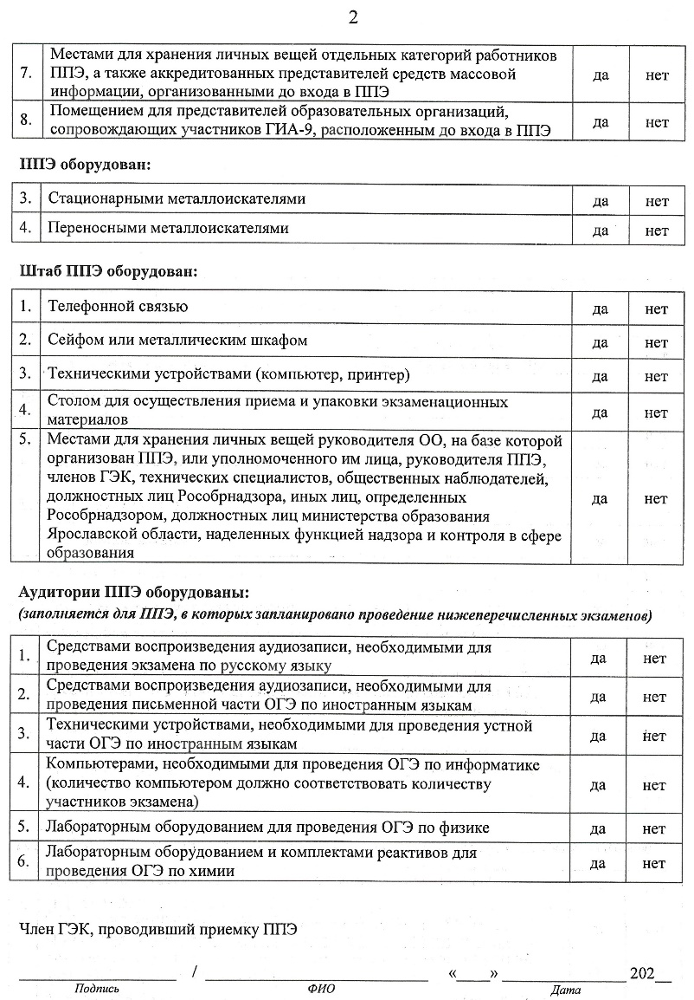 2
7. Местами для хранения личных вещей отдельных категорий работников
ППЭ, а также аккредитованных представителей средств массовой
информации, организованными до входа в ППЭ
да нет
8. Помещением для представителей образовательных организаций,
сопровождающих участников ГИА-9, расположенным до входа в ППЭ
да нет
ППЭ оборудован:
3. Стационарными металлоискателями да нет
4. Переносными металлоискателями да нет
Штаб ППЭ оборудован:
1. Телефонной связью да нет
2. Сейфом или металлическим шкафом да нет
3. Техническими устройствами (компьютер, принтер) да нет
4. Столом для осуществления приема и упаковки экзаменационных
материалов
да нет
5. Местами для хранения личных вещей руководителя ОО, на базе которой
организован ППЭ, или уполномоченного им лица, руководителя ППЭ,
членов ГЭК, технических специалистов, общественных наблюдателей,
должностных лиц Рособрнадзора, иных лиц, определенных
Рособрнадзором, должностных лиц министерства образования
Ярославской области, наделенных функцией надзора и контроля в сфере
образования
да нет
Аудитории ППЭ оборудованы:
(заполняется для ППЭ, в которых запланировано проведение нижеперечисленных экзаменов)
1. Средствами воспроизведения аудиозаписи, необходимыми для
проведения экзамена по русскому языку
да нет
2. Средствами воспроизведения аудиозаписи, необходимыми для
проведения письменной части ОГЭ по иностранным языкам
да нет
3. Техническими устройствами, необходимыми для проведения устной
части ОГЭ по иностранным языкам
да нет
4. Компьютерами, необходимыми для проведения ОГЭ по информатике
(количество компьютером должно соответствовать количеству
участников экзамена)
да нет
5. Лабораторным оборудованием для проведения ОГЭ по физике да нет
6. Лабораторным оборудованием и комплектами реактивов для
проведения ОГЭ по химии
да нет
Член ГЭК, проводивший приемку ППЭ
____________________ / ____________________ «____» ________________ 202__
Подпись ФИО Дата